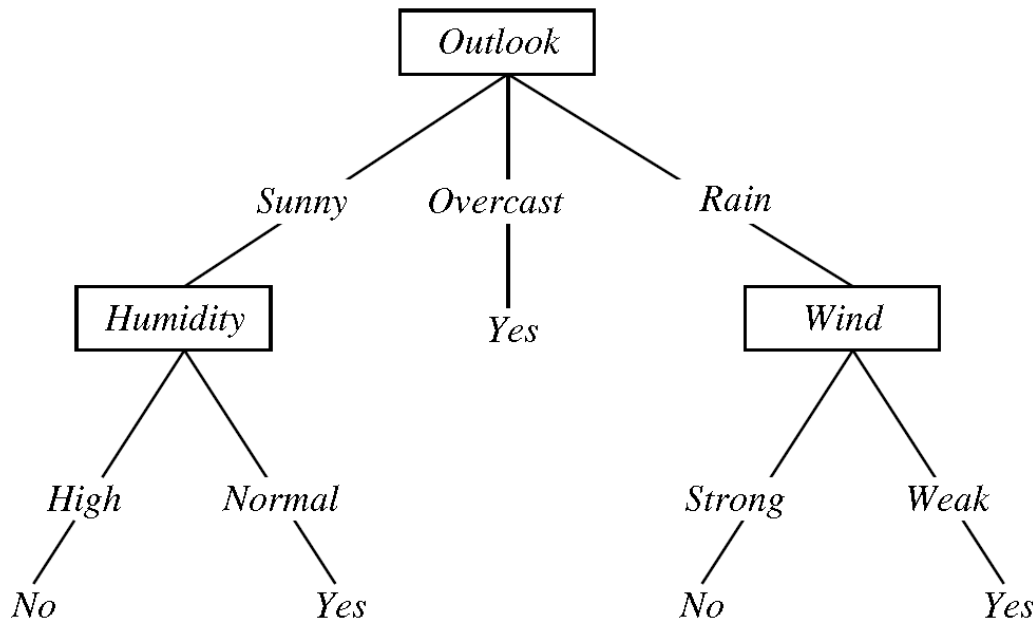 Outlook
Sunny Overcast Rain
Humidity Yes Wind
High Normal Strong Weak
No Yes No Yes